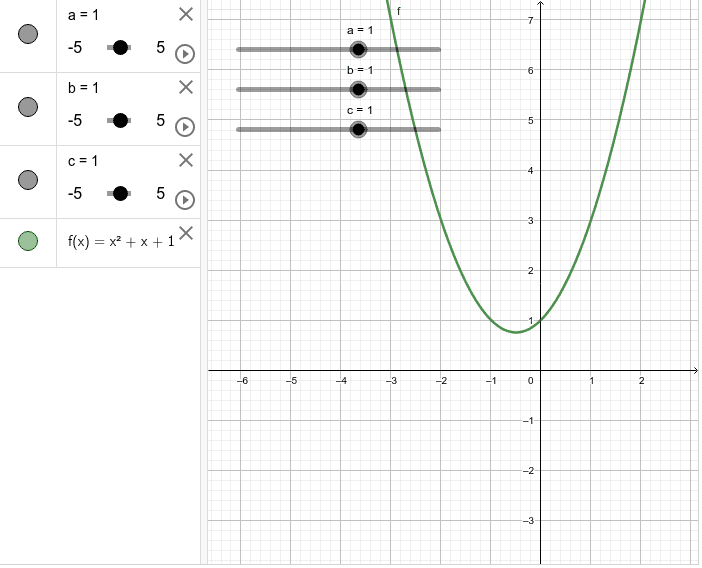 a = 1
-5 5
b = 1
-5 5
c = 1
-5 5
f(x) = x² + x + 1
f
a = 1
b = 1
c = 1
7
6
5
4
3
2
1
–6 –5 –4 –3 –2 –1 0 1 2
–1
–2
–3